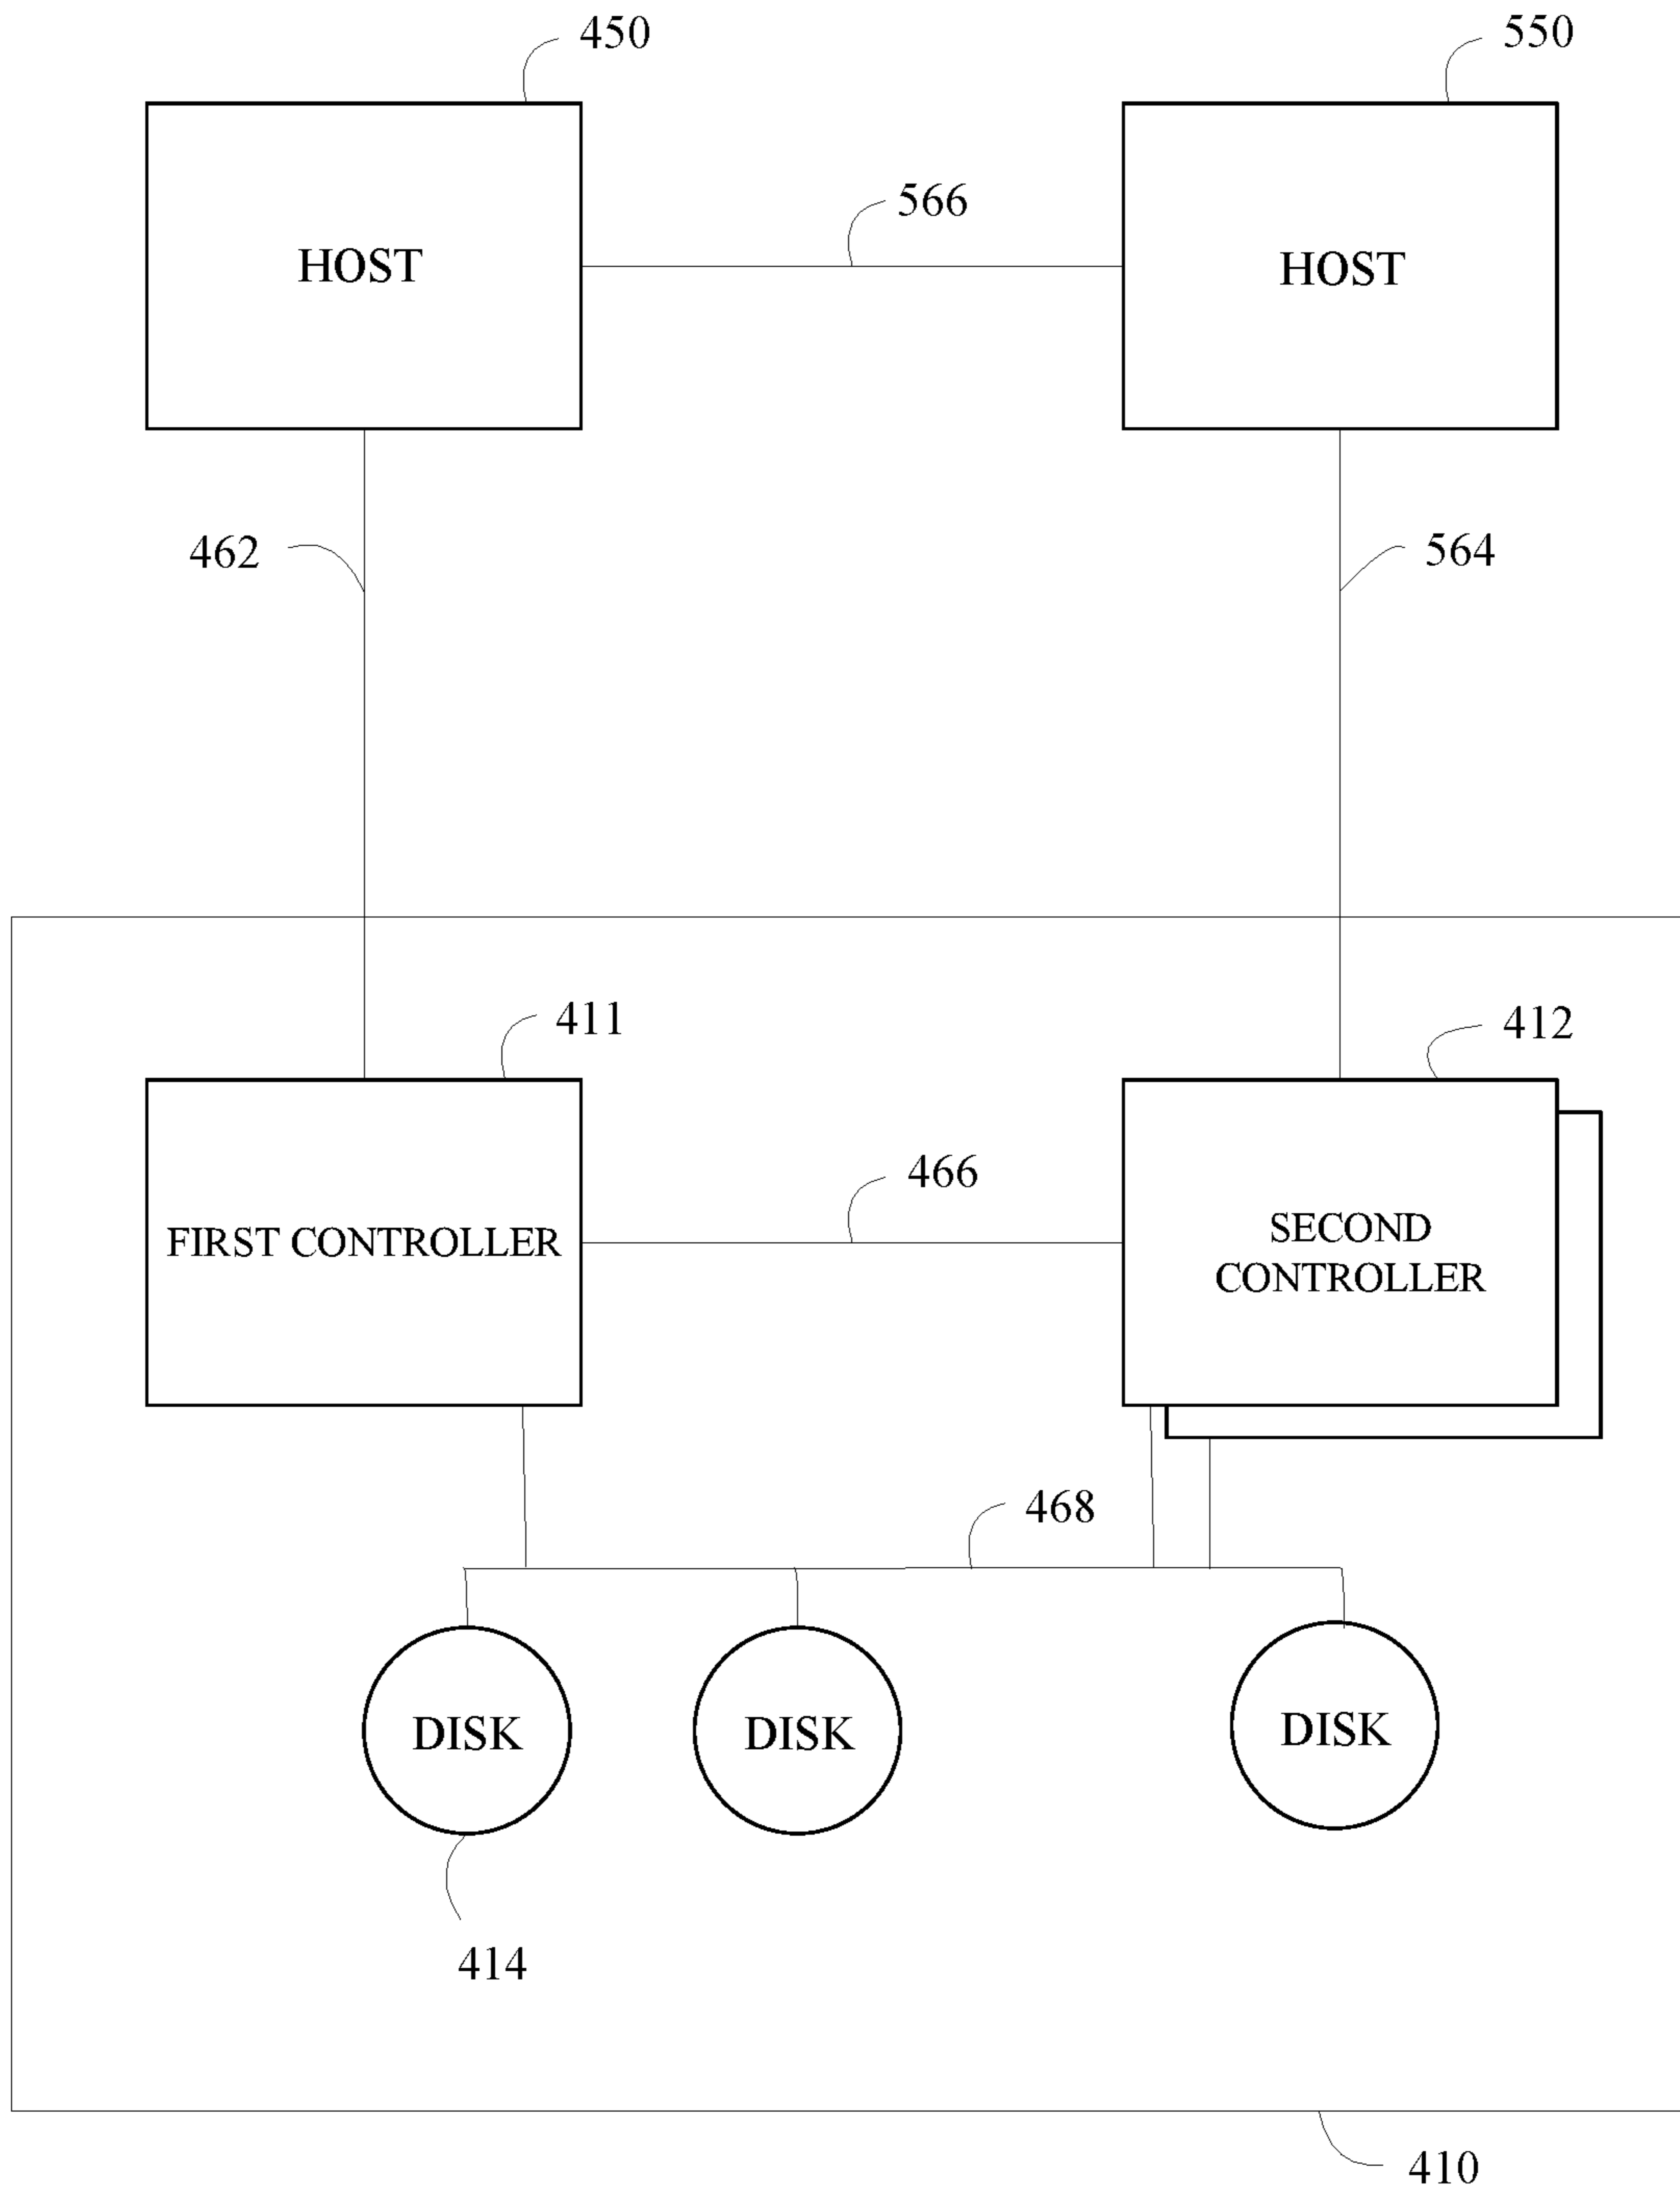 450
550
566
HOST
HOST
462
564
411
412
466
FIRST CONTROLLER
SECOND
CONTROLLER
468
DISK
DISK
DISK
414
410